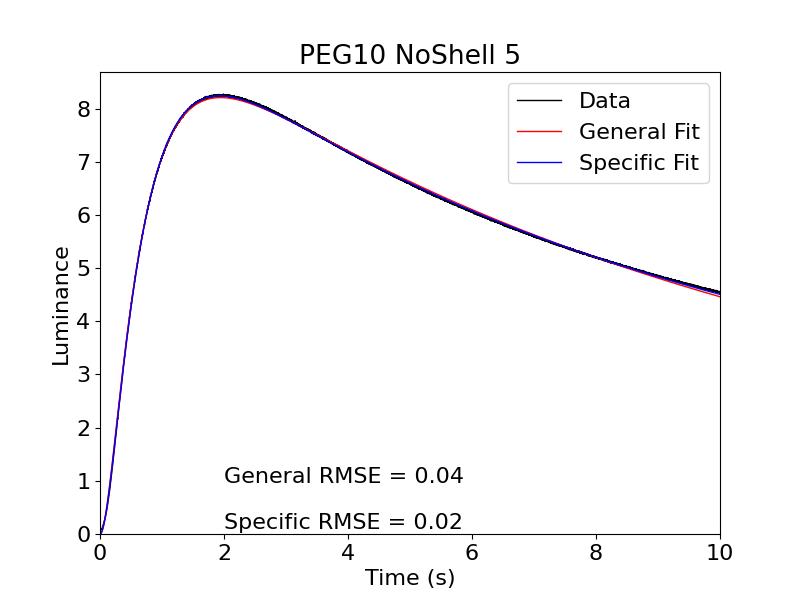 PEG10 NoShell 5
Data
General Fit
Specific Fit
8
7
6
5
4
3
2
1
0
Luminance
General RMSE = 0.04
Specific RMSE = 0.02
0 2 4 6 8 10
Time (s)